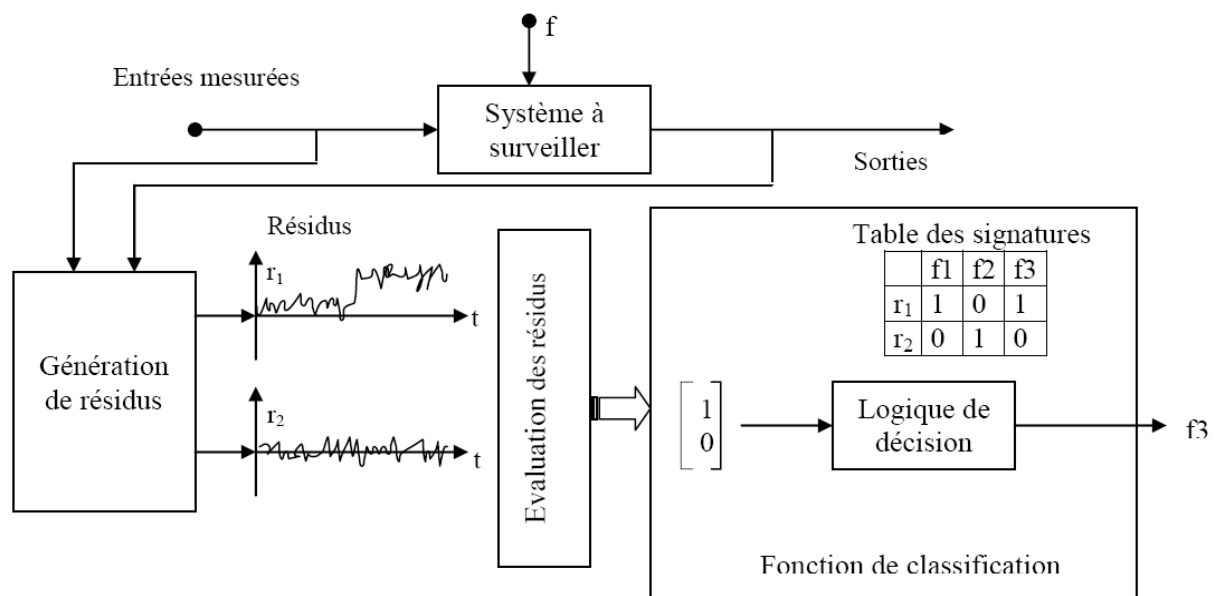 f
Entrées mesurées
Système à
surveiller
Sorties
Résidus
r1
t
r2
t
Génération
de résidus
Evaluation des résidus
Table des signatures
f1 f2 f3
r1 1 0 1
r2 0 1 0
1
0
Logique de
décision
f3
Fonction de classification